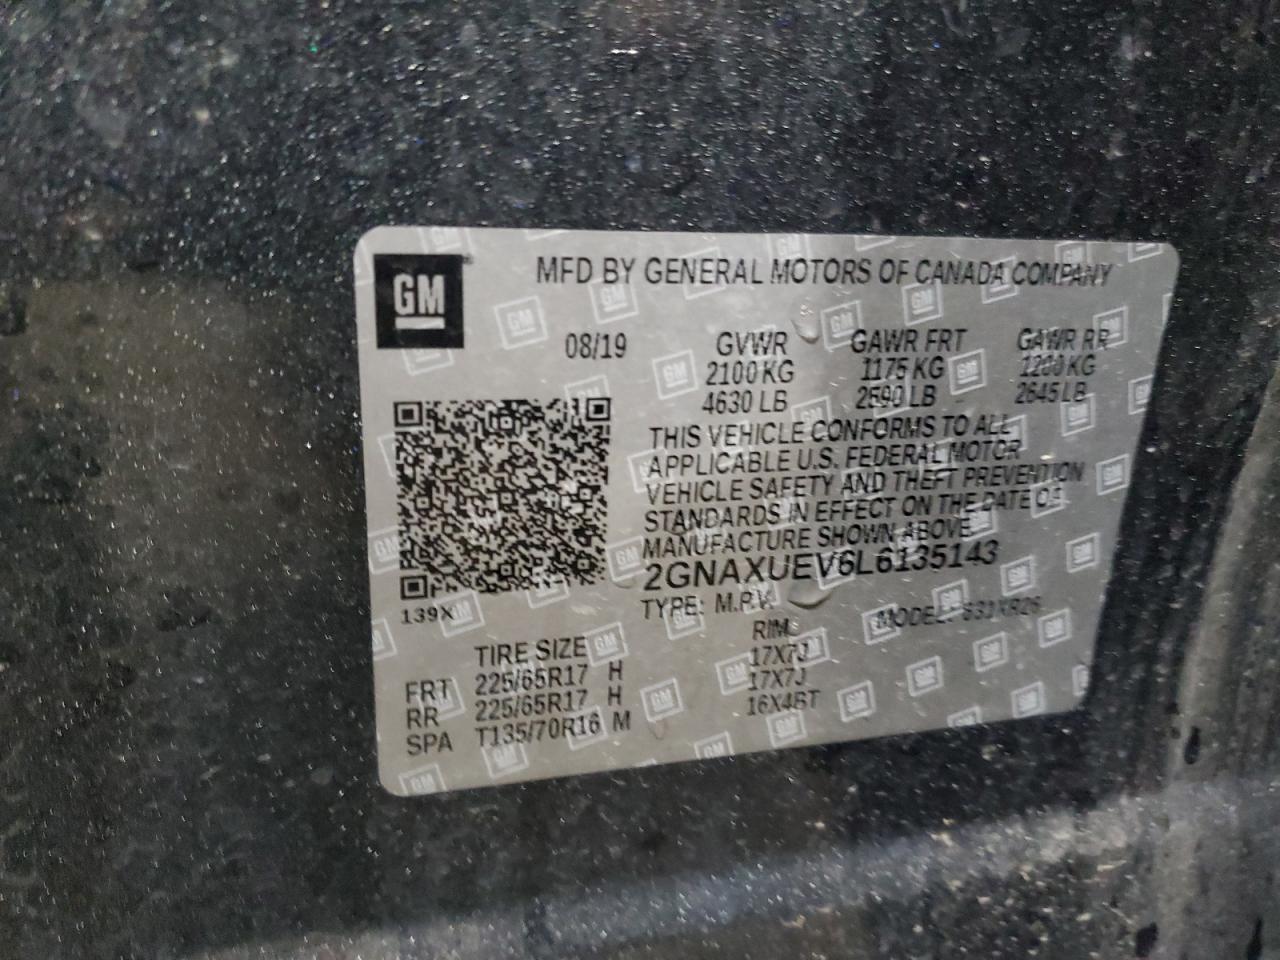 GM
MFD BY GENERAL MOTORS OF CANADA COMPANY
08/19 GVWR GAWR FRT GAWR RR
2100 KG 1175 KG 1200 KG
4630 LB 2590 LB 2645 LB
THIS VEHICLE CONFORMS TO ALL
APPLICABLE U.S. FEDERAL MOTOR
VEHICLE SAFETY AND THEFT PREVENTION
STANDARDS IN EFFECT ON THE DATE OF
MANUFACTURE SHOWN ABOVE
2GNAXUEV6L6135143
139X
TYPE: M.P.V. MODEL:
TIRE SIZE RIM
FRT 225/65R17 H 17X7J
RR 225/65R17 H 17X7J
SPA T135/70R16 M 16X4BT